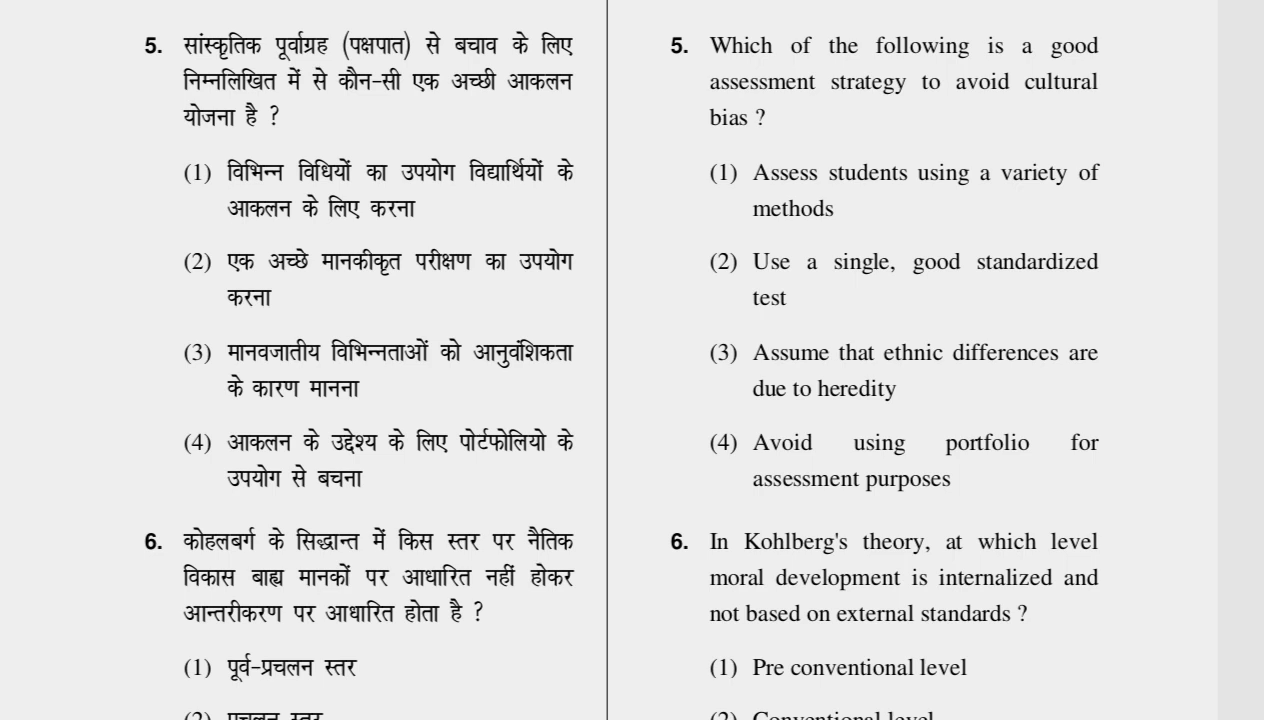 5. सांस्कृतिक पूर्वाग्रह (पक्षपात) से बचाव के लिए
निम्नलिखित में से कौन-सी एक अच्छी आकलन
योजना है ?
(1) विभिन्न विधियों का उपयोग विद्यार्थियों के
आकलन के लिए करना
(2) एक अच्छे मानकीकृत परीक्षण का उपयोग
करना
(3) मानवजातीय विभिन्नताओं को आनुवंशिकता
के कारण मानना
(4) आकलन के उद्देश्य के लिए पोर्टफोलियो के
उपयोग से बचना
6. कोहलबर्ग के सिद्धान्त में किस स्तर पर नैतिक
विकास बाह्य मानकों पर आधारित नहीं होकर
आन्तरीकरण पर आधारित होता है ?
(1) पूर्व-प्रचलन स्तर
(2) प्रचलन स्तर
5. Which of the following is a good
assessment strategy to avoid cultural
bias ?
(1) Assess students using a variety of
methods
(2) Use a single, good standardized
test
(3) Assume that ethnic differences are
due to heredity
(4) Avoid using portfolio for
assessment purposes
6. In Kohlberg's theory, at which level
moral development is internalized and
not based on external standards ?
(1) Pre conventional level
(2) Conventional level